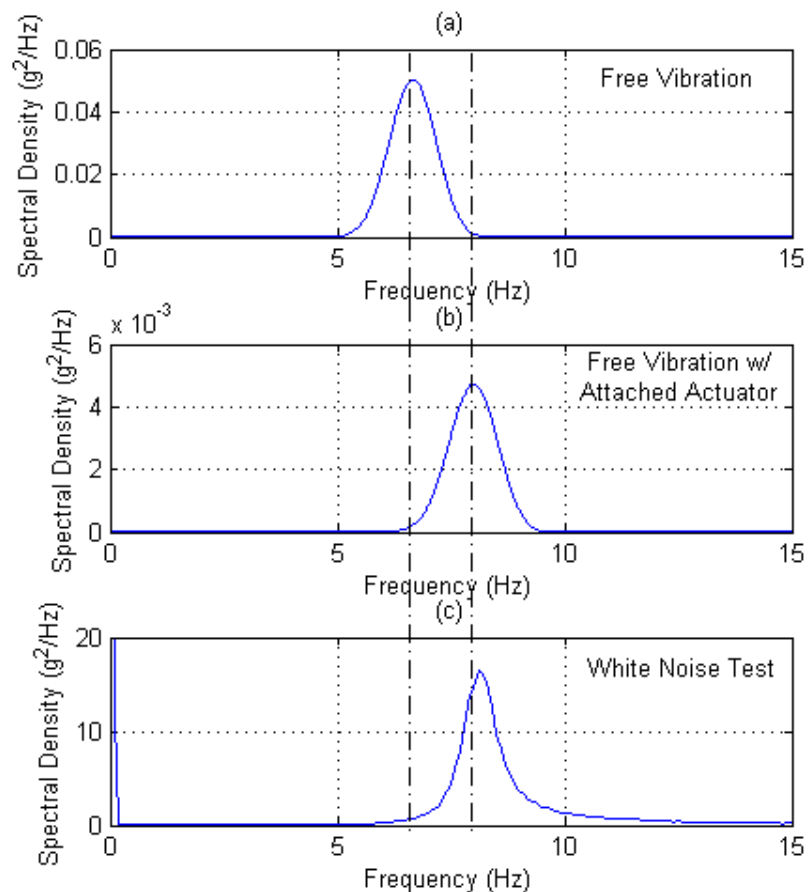 (a)
Spectral Density (g²/Hz)
0.06
0.04
0.02
0
Free Vibration
0 5 10 15
Frequency (Hz)
(b)
x 10⁻³
Spectral Density (g²/Hz)
6
4
2
0
Free Vibration w/
Attached Actuator
0 5 10 15
Frequency (Hz)
(c)
Spectral Density (g²/Hz)
20
10
0
White Noise Test
0 5 10 15
Frequency (Hz)